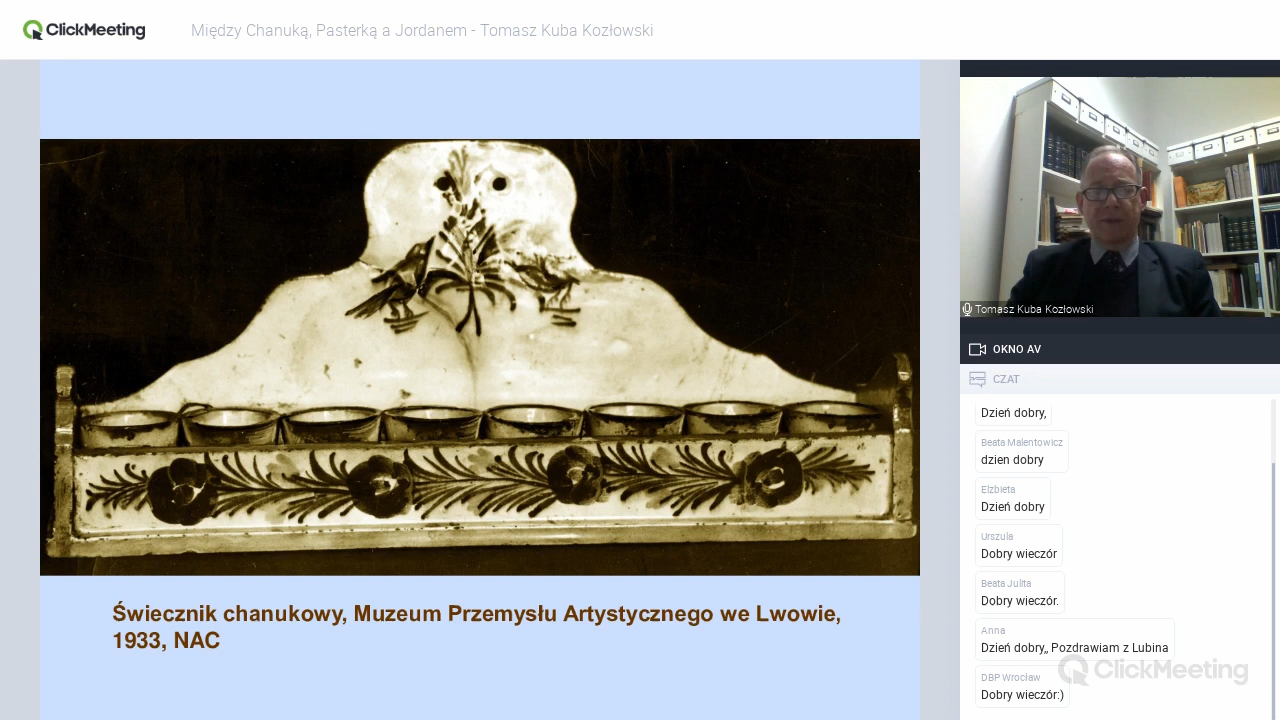 ClickMeeting
Między Chanuką, Pasterką a Jordanem - Tomasz Kuba Kozłowski
Świecznik chanukowy, Muzeum Przemysłu Artystycznego we Lwowie,
1933, NAC
Tomasz Kuba Kozłowski
OKNO AV
CZAT
Dzień dobry,
Beata Malentowicz
dzien dobry
Elzbieta
Dzień dobry
Urszula
Dobry wieczór
Beata Julita
Dobry wieczór.
Anna
Dzień dobry,, Pozdrawiam z Lubina
ClickMeeting
DBP Wrocław
Dobry wieczór:)